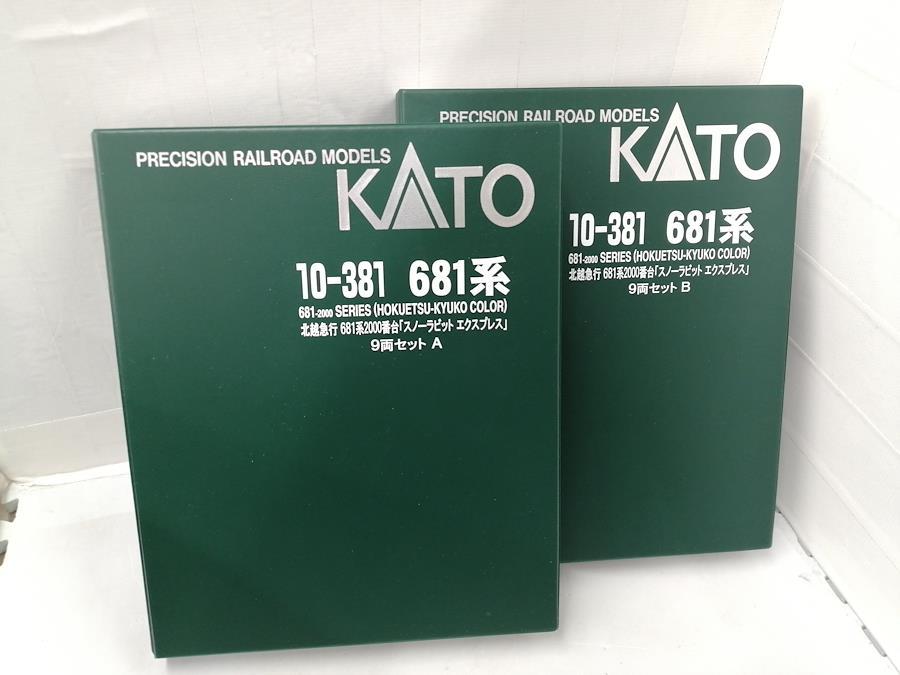 PRECISION RAILROAD MODELS
KATO
10-381 681系
681-2000 SERIES (HOKUETSU-KYUKO COLOR)
北越急行 681系2000番台「スノーラビット エクスプレス」
9両セット A
PRECISION RAILROAD MODELS
KATO
10-381 681系
681-2000 SERIES (HOKUETSU-KYUKO COLOR)
北越急行 681系2000番台「スノーラビット エクスプレス」
9両セット B